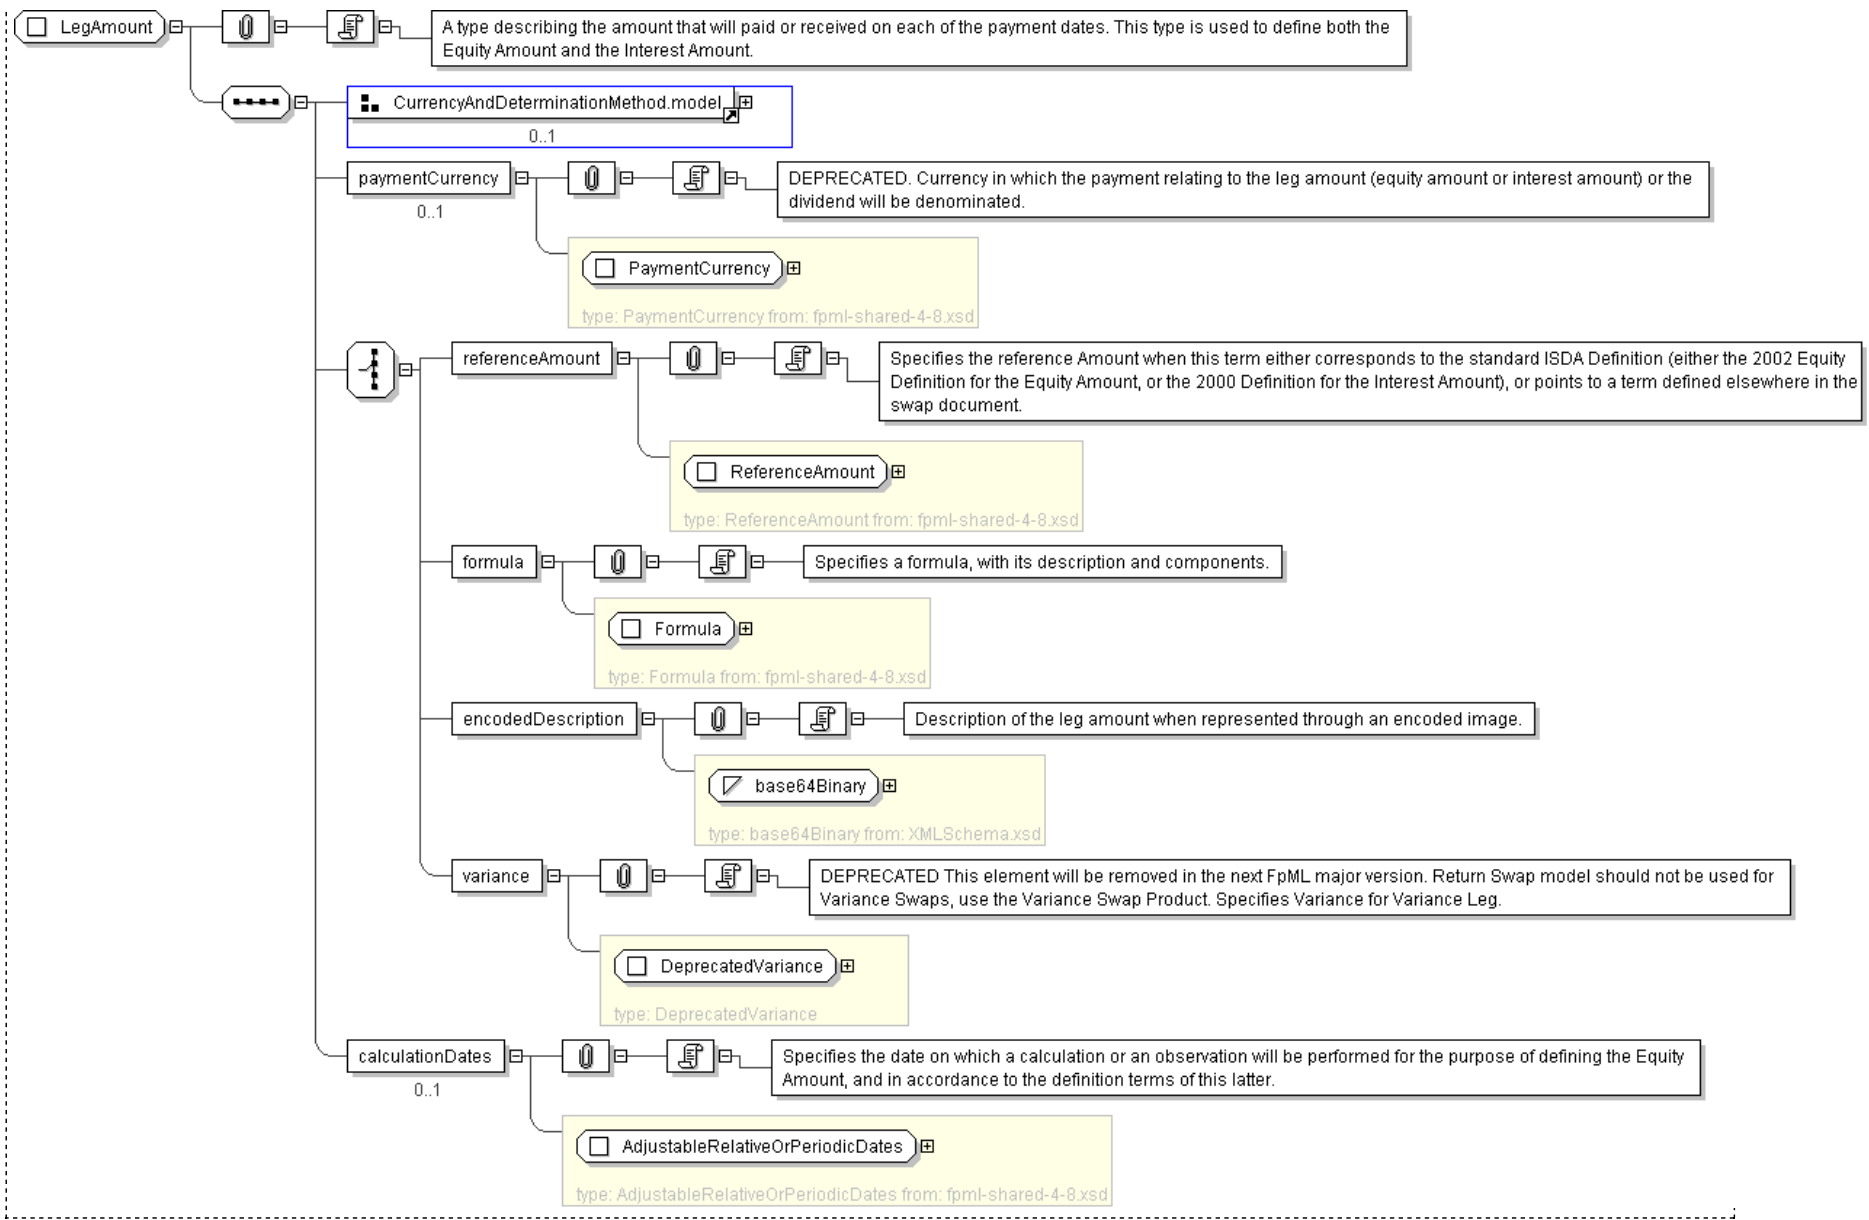 LegAmount
A type describing the amount that will paid or received on each of the payment dates. This type is used to define both the
Equity Amount and the Interest Amount.
CurrencyAndDeterminationMethod.model
0..1
paymentCurrency
0..1
DEPRECATED. Currency in which the payment relating to the leg amount (equity amount or interest amount) or the
dividend will be denominated.
PaymentCurrency
type: PaymentCurrency from: fpml-shared-4-8.xsd
referenceAmount
Specifies the reference Amount when this term either corresponds to the standard ISDA Definition (either the 2002 Equity
Definition for the Equity Amount, or the 2000 Definition for the Interest Amount), or points to a term defined elsewhere in the
swap document.
ReferenceAmount
type: ReferenceAmount from: fpml-shared-4-8.xsd
formula
Specifies a formula, with its description and components.
Formula
type: Formula from: fpml-shared-4-8.xsd
encodedDescription
Description of the leg amount when represented through an encoded image.
base64Binary
type: base64Binary from: XMLSchema.xsd
variance
DEPRECATED This element will be removed in the next FpML major version. Return Swap model should not be used for
Variance Swaps, use the Variance Swap Product. Specifies Variance for Variance Leg.
DeprecatedVariance
type: DeprecatedVariance
calculationDates
0..1
Specifies the date on which a calculation or an observation will be performed for the purpose of defining the Equity
Amount, and in accordance to the definition terms of this latter.
AdjustableRelativeOrPeriodicDates
type: AdjustableRelativeOrPeriodicDates from: fpml-shared-4-8.xsd